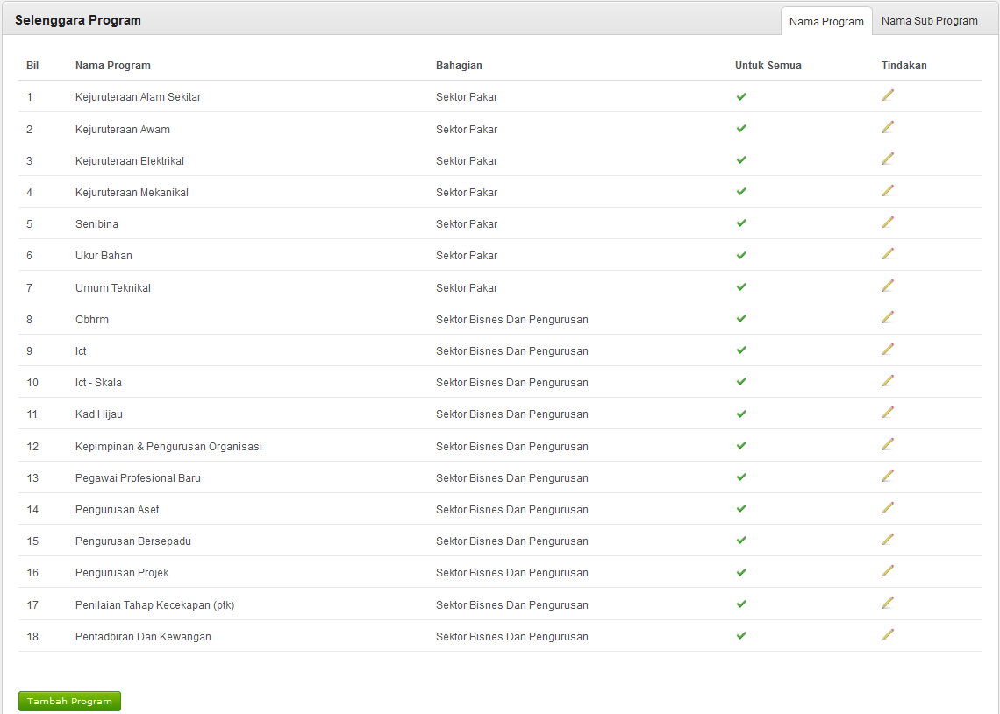 Selenggara Program
Nama Program Nama Sub Program
Bil Nama Program Bahagian Untuk Semua Tindakan
1 Kejuruteraan Alam Sekitar Sektor Pakar
2 Kejuruteraan Awam Sektor Pakar
3 Kejuruteraan Elektrikal Sektor Pakar
4 Kejuruteraan Mekanikal Sektor Pakar
5 Senibina Sektor Pakar
6 Ukur Bahan Sektor Pakar
7 Umum Teknikal Sektor Pakar
8 Cbhrm Sektor Bisnes Dan Pengurusan
9 Ict Sektor Bisnes Dan Pengurusan
10 Ict - Skala Sektor Bisnes Dan Pengurusan
11 Kad Hijau Sektor Bisnes Dan Pengurusan
12 Kepimpinan & Pengurusan Organisasi Sektor Bisnes Dan Pengurusan
13 Pegawai Profesional Baru Sektor Bisnes Dan Pengurusan
14 Pengurusan Aset Sektor Bisnes Dan Pengurusan
15 Pengurusan Bersepadu Sektor Bisnes Dan Pengurusan
16 Pengurusan Projek Sektor Bisnes Dan Pengurusan
17 Penilaian Tahap Kecekapan (ptk) Sektor Bisnes Dan Pengurusan
18 Pentadbiran Dan Kewangan Sektor Bisnes Dan Pengurusan
Tambah Program